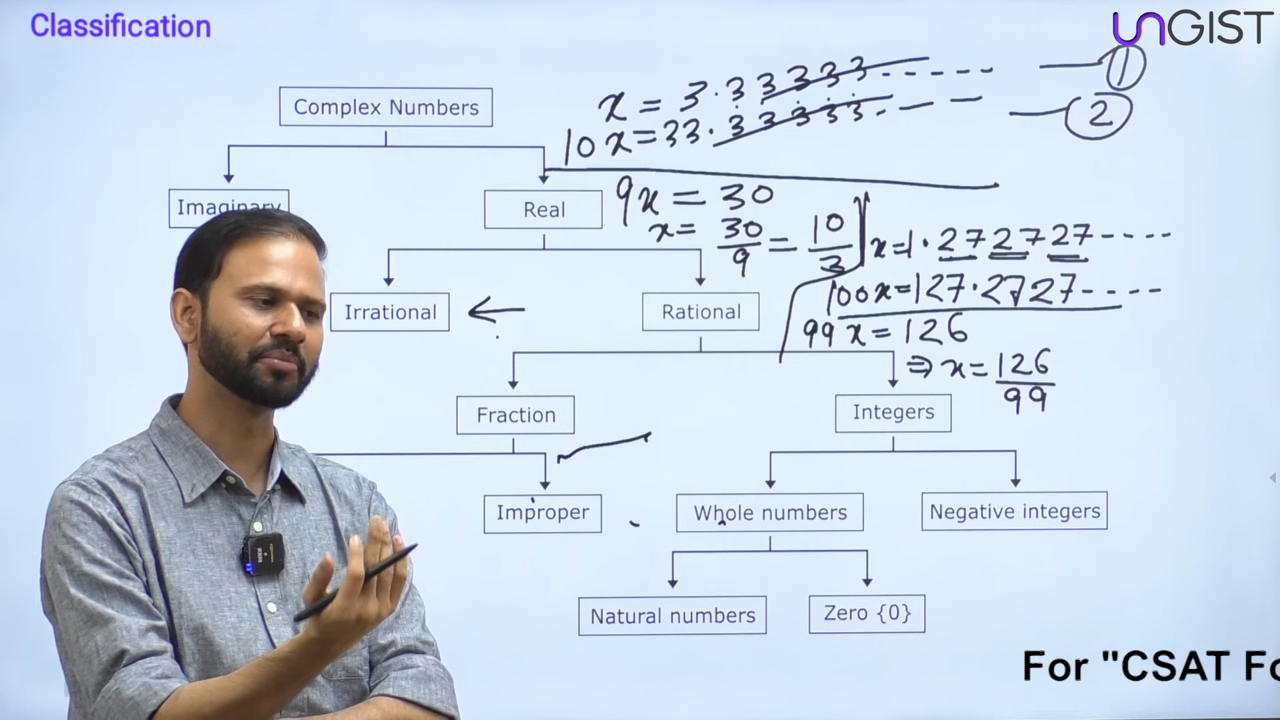 Classification
UNGIST
x = 3.33333------ ——①
10x=33.33333.--- ——②
Complex Numbers
9x = 30
Imaginary
Real
x= 30/9 = 10/3
x=1.272727----
100x=127.2727----
Irrational
Rational
99x = 126
⇒ x= 126/99
Fraction
Integers
Improper
Whole numbers
Negative integers
Natural numbers
Zero {0}
For "CSAT Fo